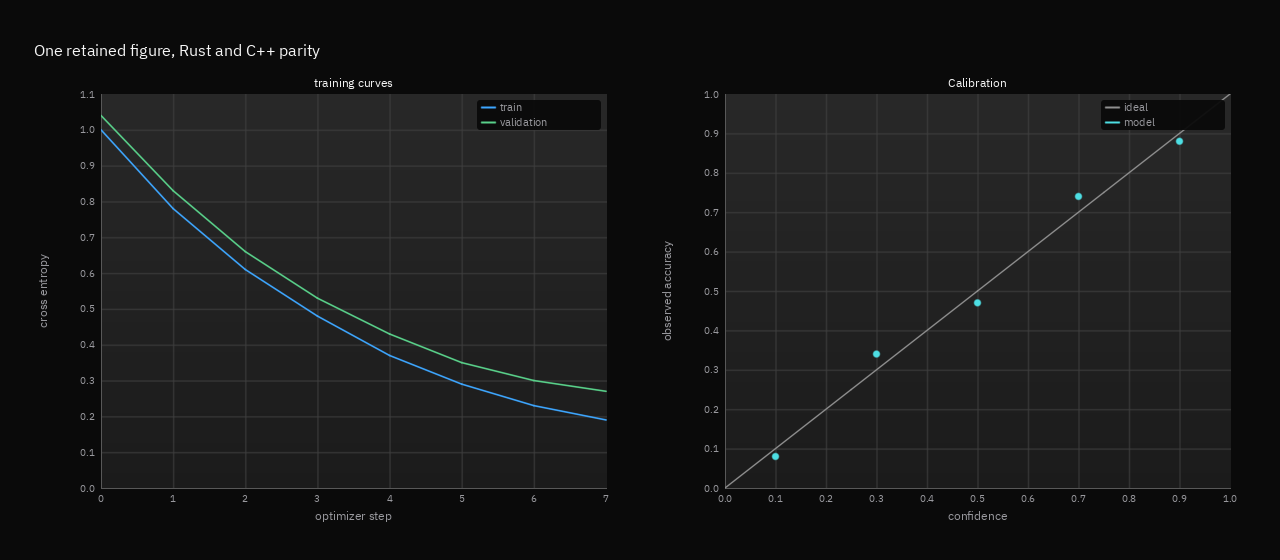 One retained figure, Rust and C++ parity
training curves
train
validation
1.1
1.0
0.9
0.8
0.7
0.6
0.5
0.4
0.3
0.2
0.1
0.0
cross entropy
0 1 2 3 4 5 6 7
optimizer step
Calibration
ideal
model
1.0
0.9
0.8
0.7
0.6
0.5
0.4
0.3
0.2
0.1
0.0
observed accuracy
0.0 0.1 0.2 0.3 0.4 0.5 0.6 0.7 0.8 0.9 1.0
confidence